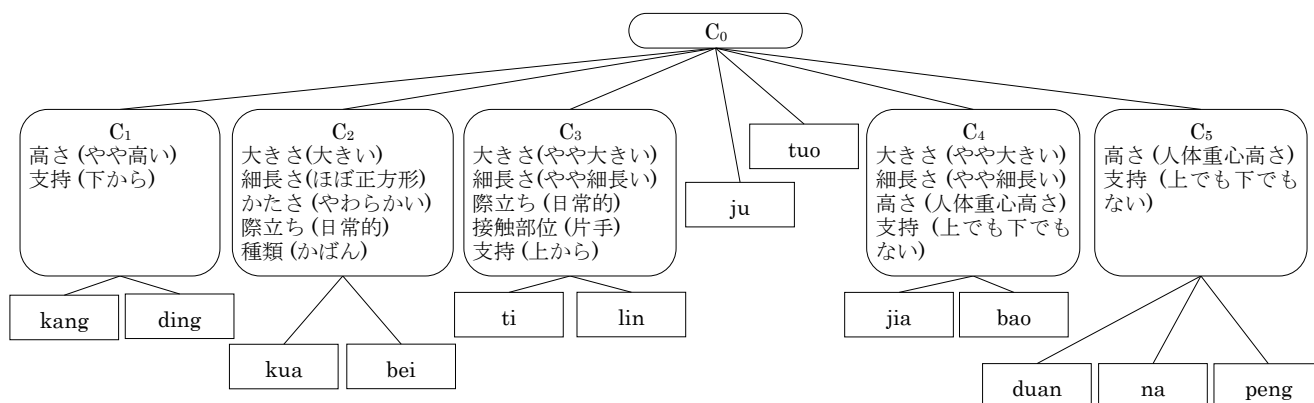 C₀
C₁
高さ (やや高い)
支持 (下から)
C₂
大きさ(大きい)
細長さ(ほぼ正方形)
かたさ (やわらかい)
際立ち (日常的)
種類 (かばん)
C₃
大きさ(やや大きい)
細長さ(やや細長い)
際立ち (日常的)
接触部位 (片手)
支持 (上から)
ju
tuo
C₄
大きさ (やや大きい)
細長さ (やや細長い)
高さ (人体重心高さ)
支持 (上でも下でも
ない)
C₅
高さ (人体重心高さ)
支持 (上でも下でも
ない)
kang
ding
kua
bei
ti
lin
jia
bao
duan
na
peng